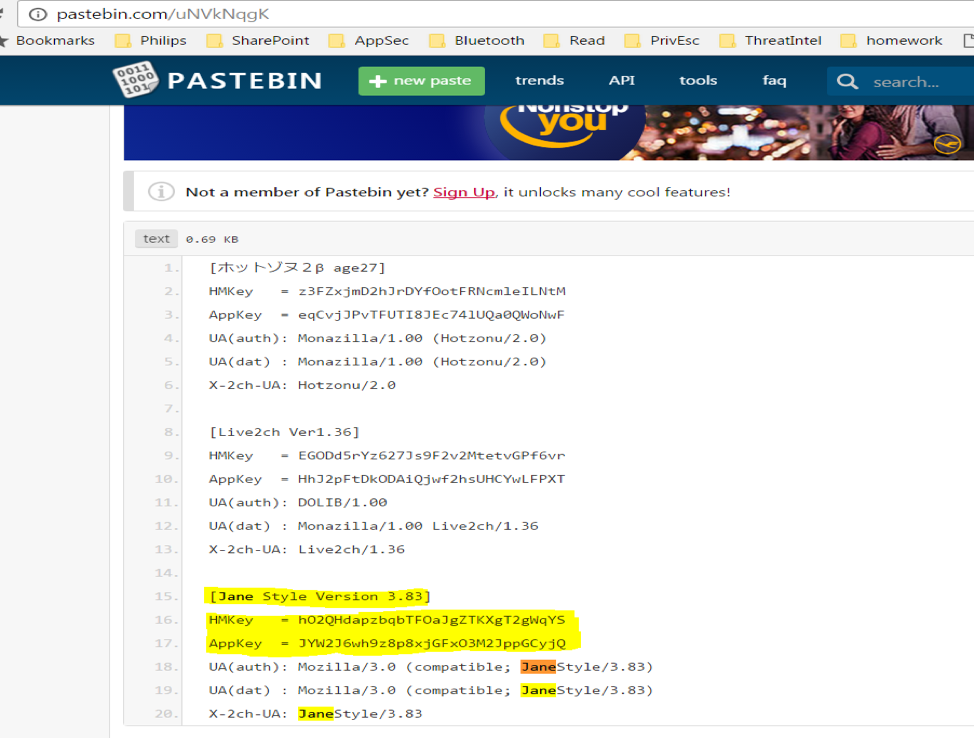 pastebin.com/uNVkNqgK
Bookmarks Philips SharePoint AppSec Bluetooth Read PrivEsc ThreatIntel homework
0011 1000 101 PASTEBIN + new paste trends API tools faq search...
Nonstop
you
Not a member of Pastebin yet? Sign Up, it unlocks many cool features!
text 0.69 KB
1. [ホットゾヌ２β age27]
2. HMKey = z3FZxjmD2hJrDYfOotFRNcmleILNtM
3. AppKey = eqCvjJPvTFUTI8JEc74lUQa0QWoNwF
4. UA(auth): Monazilla/1.00 (Hotzonu/2.0)
5. UA(dat) : Monazilla/1.00 (Hotzonu/2.0)
6. X-2ch-UA: Hotzonu/2.0
7.
8. [Live2ch Ver1.36]
9. HMKey = EGODd5rYz627Js9F2v2MtetvGPf6vr
10. AppKey = HhJ2pFtDkODAiQjwf2hsUHCYwLFPXT
11. UA(auth): DOLIB/1.00
12. UA(dat) : Monazilla/1.00 Live2ch/1.36
13. X-2ch-UA: Live2ch/1.36
14.
15. [Jane Style Version 3.83]
16. HMKey = hO2QHdapzbqbTFOaJgZTKXgT2gWqYS
17. AppKey = JYW2J6wh9z8p8xjGFxO3M2JppGCyjQ
18. UA(auth): Mozilla/3.0 (compatible; JaneStyle/3.83)
19. UA(dat) : Mozilla/3.0 (compatible; JaneStyle/3.83)
20. X-2ch-UA: JaneStyle/3.83